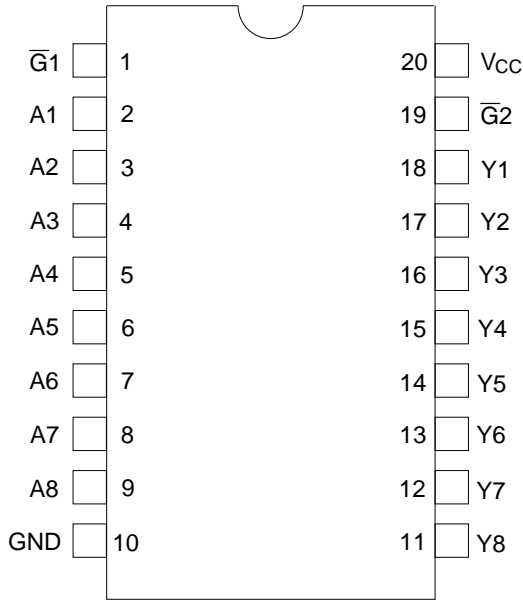 G̅1 1 20 VCC
A1 2 19 G̅2
A2 3 18 Y1
A3 4 17 Y2
A4 5 16 Y3
A5 6 15 Y4
A6 7 14 Y5
A7 8 13 Y6
A8 9 12 Y7
GND 10 11 Y8